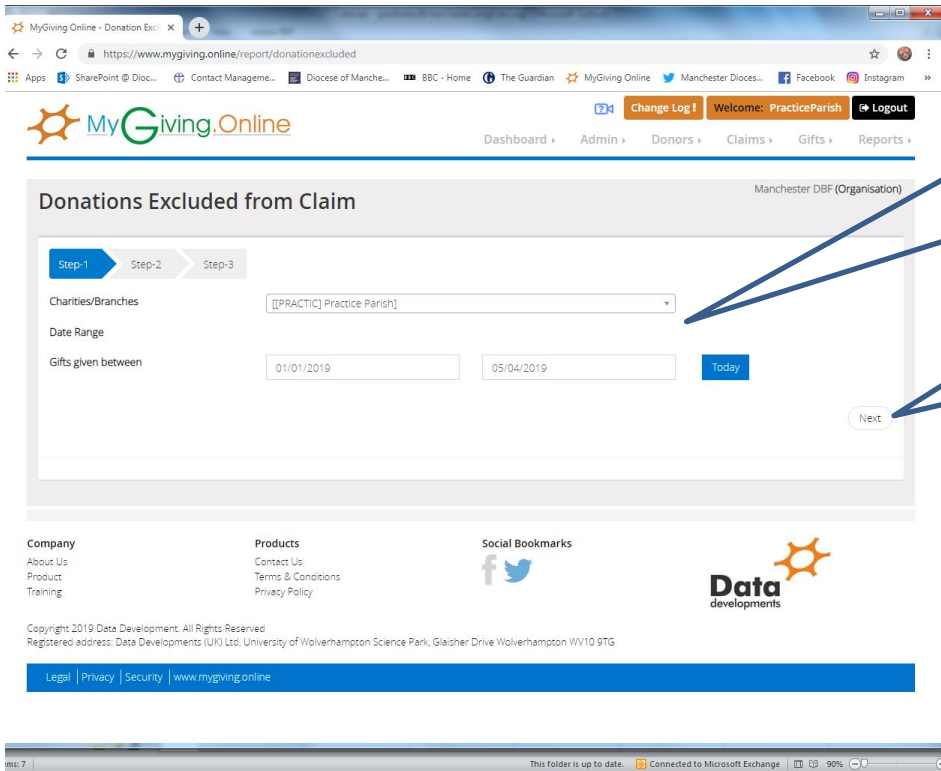 MyGiving Online - Donation Excl
https://www.mygiving.online/report/donationexcluded
Apps SharePoint @ Dioc... Contact Manageme... Diocese of Manche... BBC - Home The Guardian MyGiving Online Manchester Dioces... Facebook Instagram »
MyGiving.Online
Change Log ! Welcome: PracticeParish Logout
Dashboard Admin Donors Claims Gifts Reports
Manchester DBF (Organisation)
Donations Excluded from Claim
Step-1 Step-2 Step-3
Charities/Branches [[PRACTIC] Practice Parish]
Date Range
Gifts given between 01/01/2019 05/04/2019 Today
Next
Company Products Social Bookmarks
About Us Contact Us
Product Terms & Conditions
Training Privacy Policy
Data
developments
Copyright 2019 Data Development. All Rights Reserved
Registered address: Data Developments (UK) Ltd, University of Wolverhampton Science Park, Glaisher Drive Wolverhampton WV10 9TG
Legal | Privacy | Security | www.mygiving.online
ems: 7 This folder is up to date. Connected to Microsoft Exchange 90%